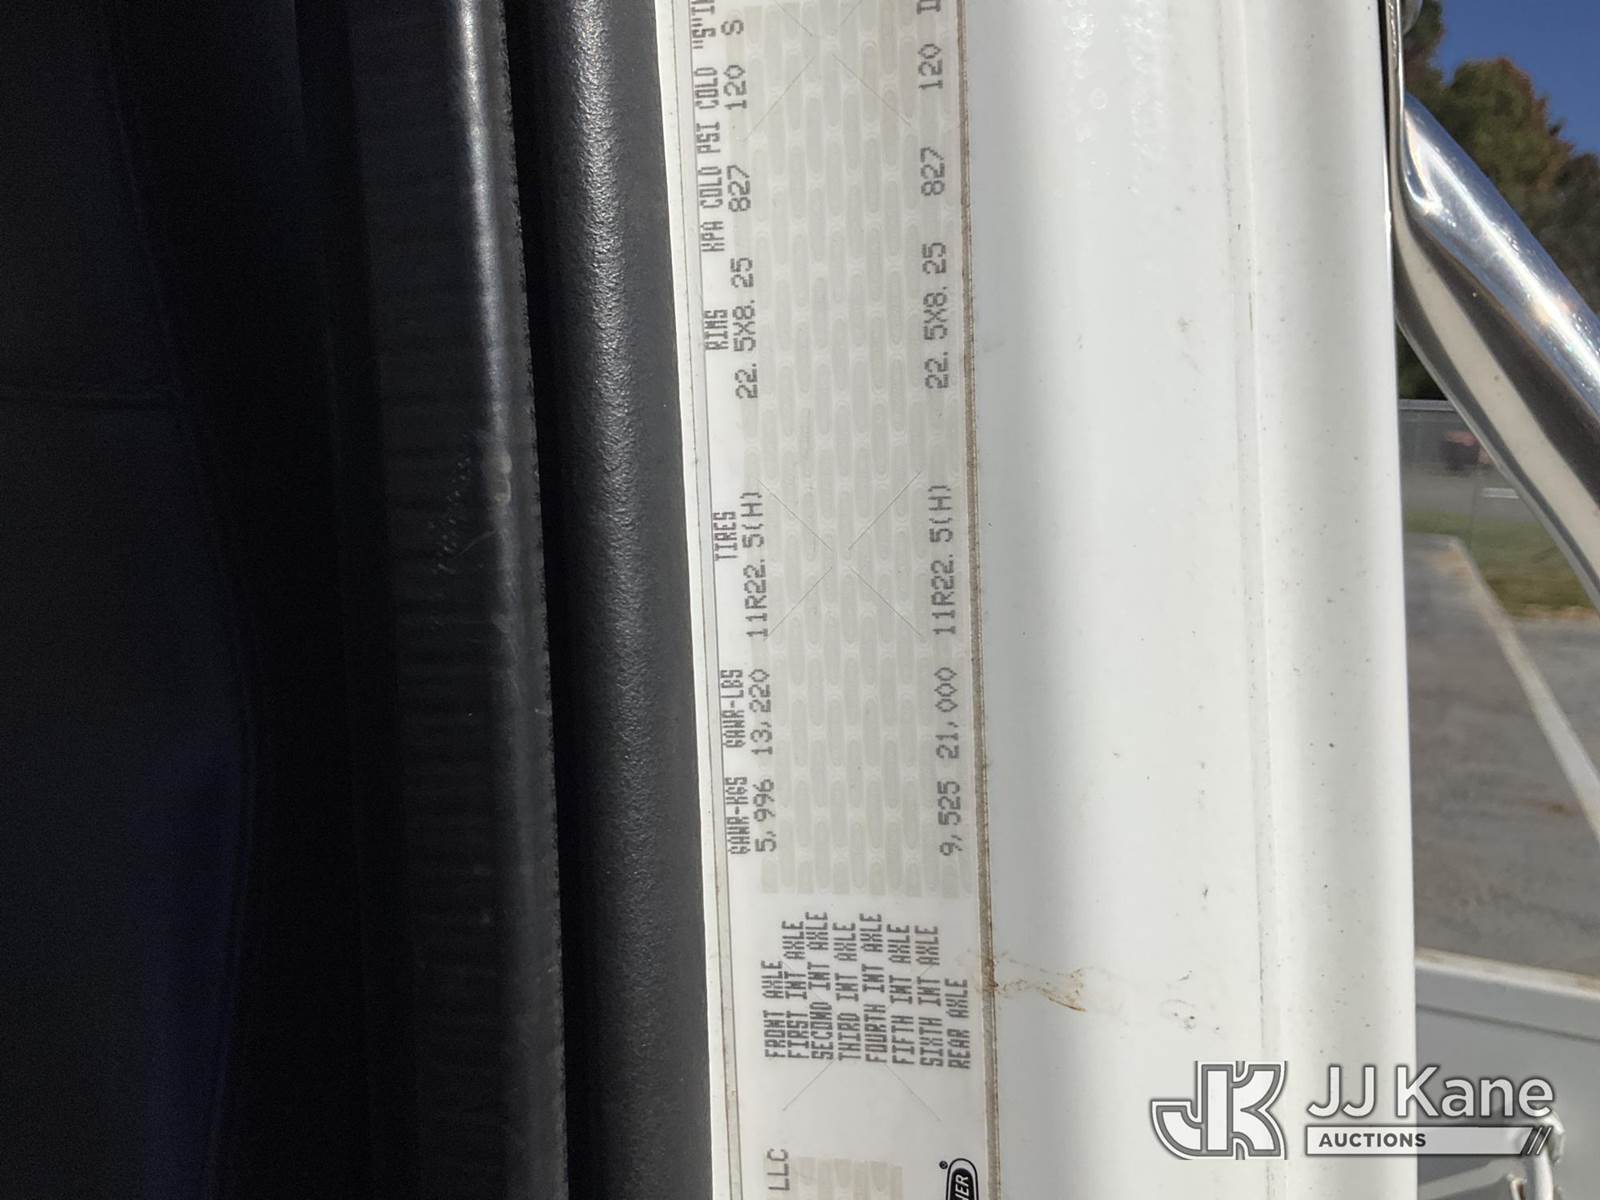 GAWR-KGS GAWR-LBS TIRES RIMS KPA COLD PSI COLD
FRONT AXLE 5,996 13,220 11R22.5(H) 22.5X8.25 827 120 S
FIRST INT AXLE
SECOND INT AXLE
THIRD INT AXLE
FOURTH INT AXLE
FIFTH INT AXLE
SIXTH INT AXLE
REAR AXLE 9,525 21,000 11R22.5(H) 22.5X8.25 827 120 D
LLC
JK JJ Kane
AUCTIONS